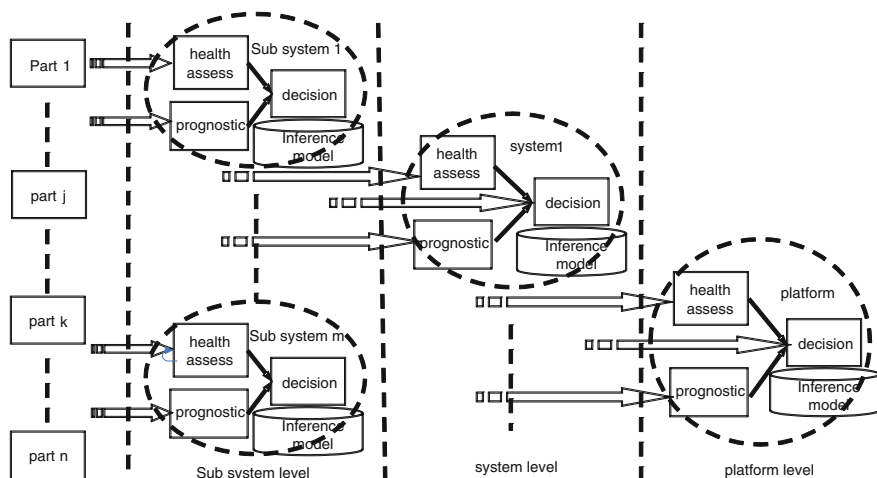 Part 1
part j
part k
part n
Sub system 1
health
assess
decision
prognostic
Inference
model
Sub system m
health
assess
decision
prognostic
Inference
model
Sub system level
system1
health
assess
decision
prognostic
Inference
model
system level
platform
health
assess
decision
prognostic
Inference
model
platform level